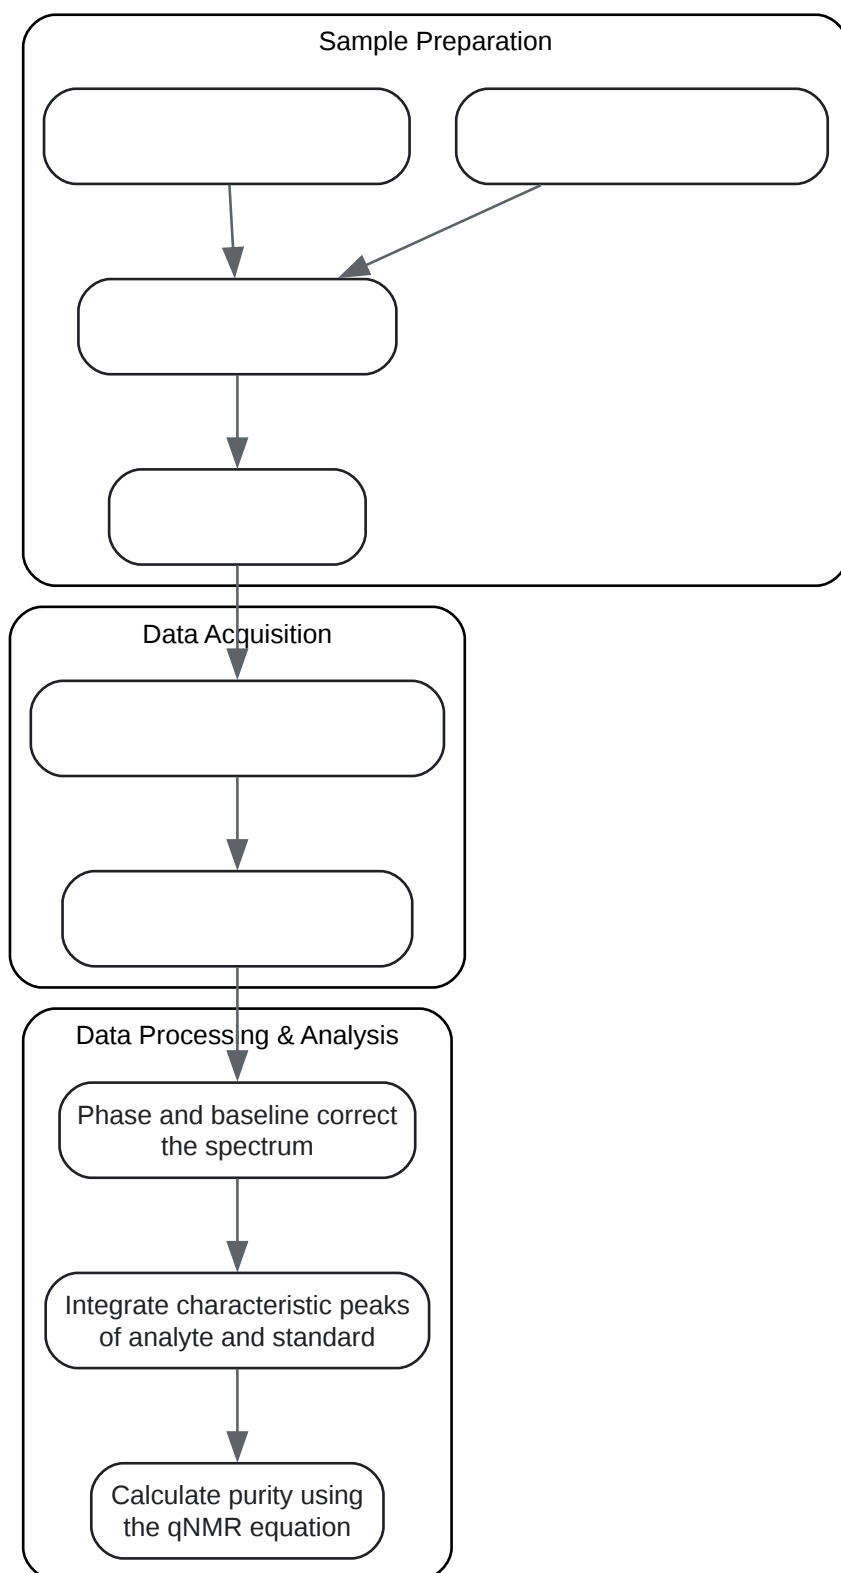 Sample Preparation
Data Acquisition
Data Processing & Analysis
Phase and baseline correct
the spectrum
Integrate characteristic peaks
of analyte and standard
Calculate purity using
the qNMR equation